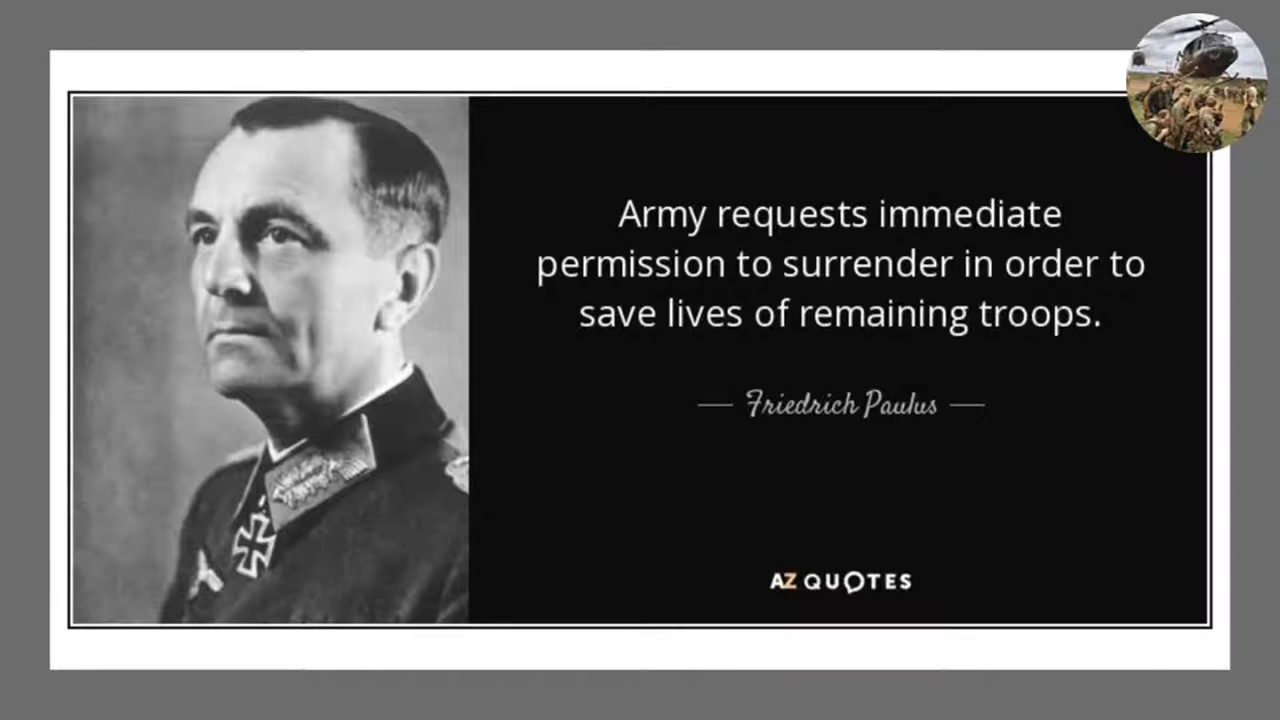 Army requests immediate
permission to surrender in order to
save lives of remaining troops.
Friedrich Paulus
AZ QUOTES